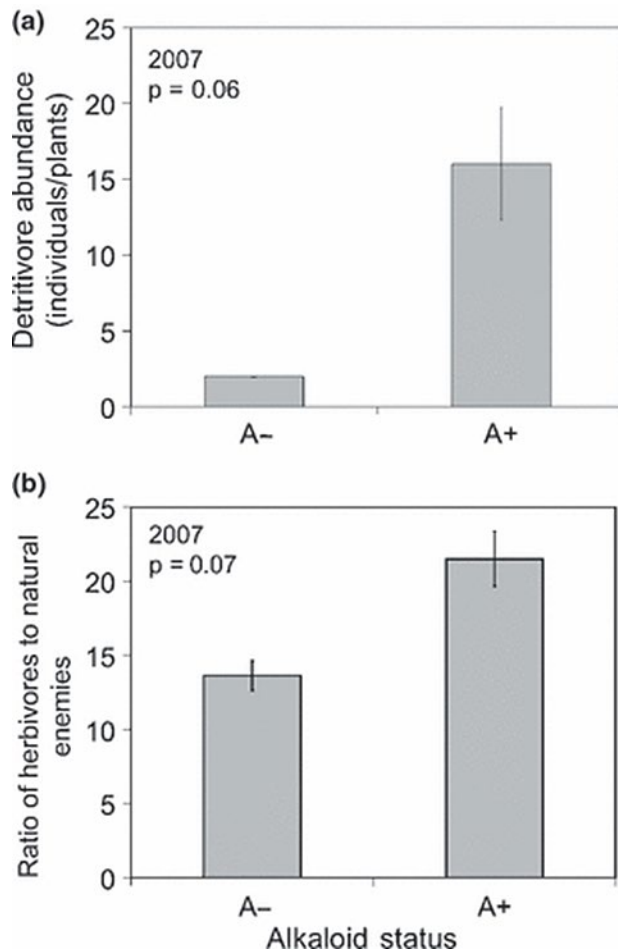 (a)
25
20
15
10
5
0
2007
p = 0.06
Detritivore abundance
(individuals/plants)
A–
A+
(b)
25
20
15
10
5
0
2007
p = 0.07
Ratio of herbivores to natural
enemies
A–
A+
Alkaloid status